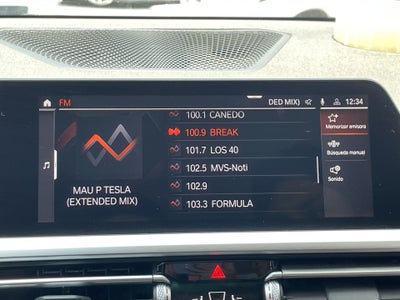 FM
DED MIX)
12:34
100.1 CANEDO
100.9 BREAK
101.7 LOS 40
102.5 MVS-Noti
102.9
103.3 FORMULA
MAU P TESLA
(EXTENDED MIX)
Memorizar emisora
(Búsqueda manual)
Sonido